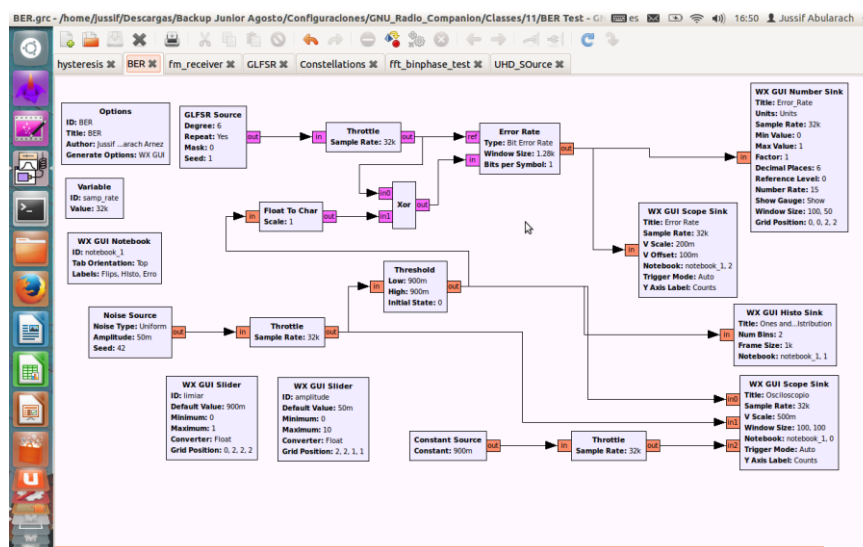 BER.grc - /home/jussif/Descargas/Backup Junior Agosto/Configuraciones/GNU_Radio_Companion/Classes/11/BER Test - G
es
16:50
Jussif Abularach
hysteresis
BER
fm_receiver
GLFSR
Constellations
fft_binphase_test
UHD_SOurce
Options
ID: BER
Title: BER
Author: Jussif ...arach Arnez
Generate Options: WX GUI
GLFSR Source
Degree: 6
Repeat: Yes
Mask: 0
Seed: 1
out
in
Throttle
Sample Rate: 32k
out
ref
in
Error Rate
Type: Bit Error Rate
Window Size: 1.28k
Bits per Symbol: 1
out
in
WX GUI Number Sink
Title: Error_Rate
Units: Units
Sample Rate: 32k
Min Value: 0
Max Value: 1
Factor: 1
Decimal Places: 6
Reference Level: 0
Number Rate: 15
Show Gauge: Show
Window Size: 100, 50
Grid Position: 0, 0, 2, 2
Variable
ID: samp_rate
Value: 32k
in
Float To Char
Scale: 1
out
in0
in1
Xor
out
in
WX GUI Scope Sink
Title: Error Rate
Sample Rate: 32k
V Scale: 200m
V Offset: 100m
Notebook: notebook_1, 2
Trigger Mode: Auto
Y Axis Label: Counts
WX GUI Notebook
ID: notebook_1
Tab Orientation: Top
Labels: Flips, HIsto, Erro
in
Threshold
Low: 900m
High: 900m
Initial State: 0
out
Noise Source
Noise Type: Uniform
Amplitude: 50m
Seed: 42
out
in
Throttle
Sample Rate: 32k
out
in
WX GUI Histo Sink
Title: Ones and...lstribution
Num Bins: 2
Frame Size: 1k
Notebook: notebook_1, 1
WX GUI Slider
ID: limiar
Default Value: 900m
Minimum: 0
Maximum: 1
Converter: Float
Grid Position: 0, 2, 2, 2
WX GUI Slider
ID: amplitude
Default Value: 50m
Minimum: 0
Maximum: 10
Converter: Float
Grid Position: 2, 2, 1, 1
in0
in1
in2
WX GUI Scope Sink
Title: Osciloscopio
Sample Rate: 32k
V Scale: 500m
Window Size: 100, 100
Notebook: notebook_1, 0
Trigger Mode: Auto
Y Axis Label: Counts
Constant Source
Constant: 900m
out
in
Throttle
Sample Rate: 32k
out